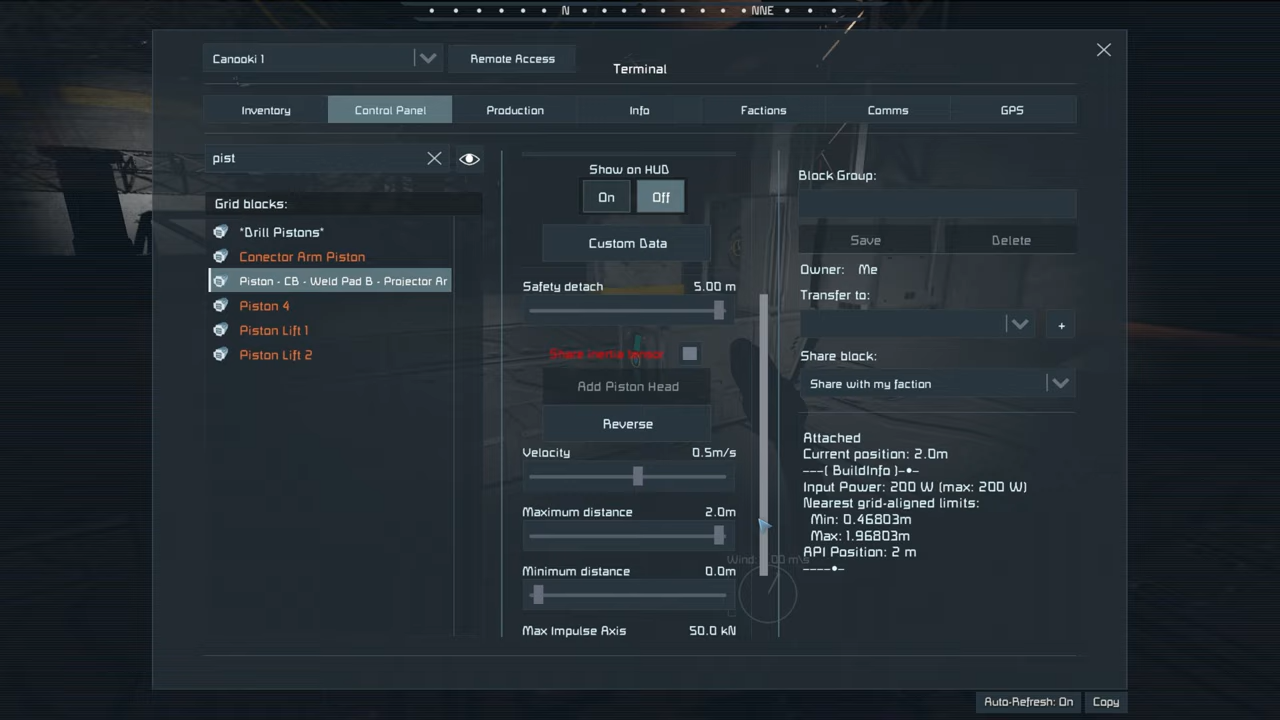 N
NNE
Canooki 1
Remote Access
Terminal
Inventory
Control Panel
Production
Info
Factions
Comms
GPS
pist
Grid blocks:
*Drill Pistons*
Conector Arm Piston
Piston - CB - Weld Pad B - Projector Ar
Piston 4
Piston Lift 1
Piston Lift 2
Show on HUD
On
Off
Custom Data
Safety detach 5.00 m
Share inertia tensor
Add Piston Head
Reverse
Velocity 0.5m/s
Maximum distance 2.0m
Minimum distance 0.0m
Max Impulse Axis 50.0 kN
Block Group:
Save
Delete
Owner: Me
Transfer to:
+
Share block:
Share with my faction
Attached
Current position: 2.0m
---( BuildInfo )-•-
Input Power: 200 W (max: 200 W)
Nearest grid-aligned limits:
Min: 0.46803m
Max: 1.96803m
API Position: 2 m
----•-
Auto-Refresh: On
Copy